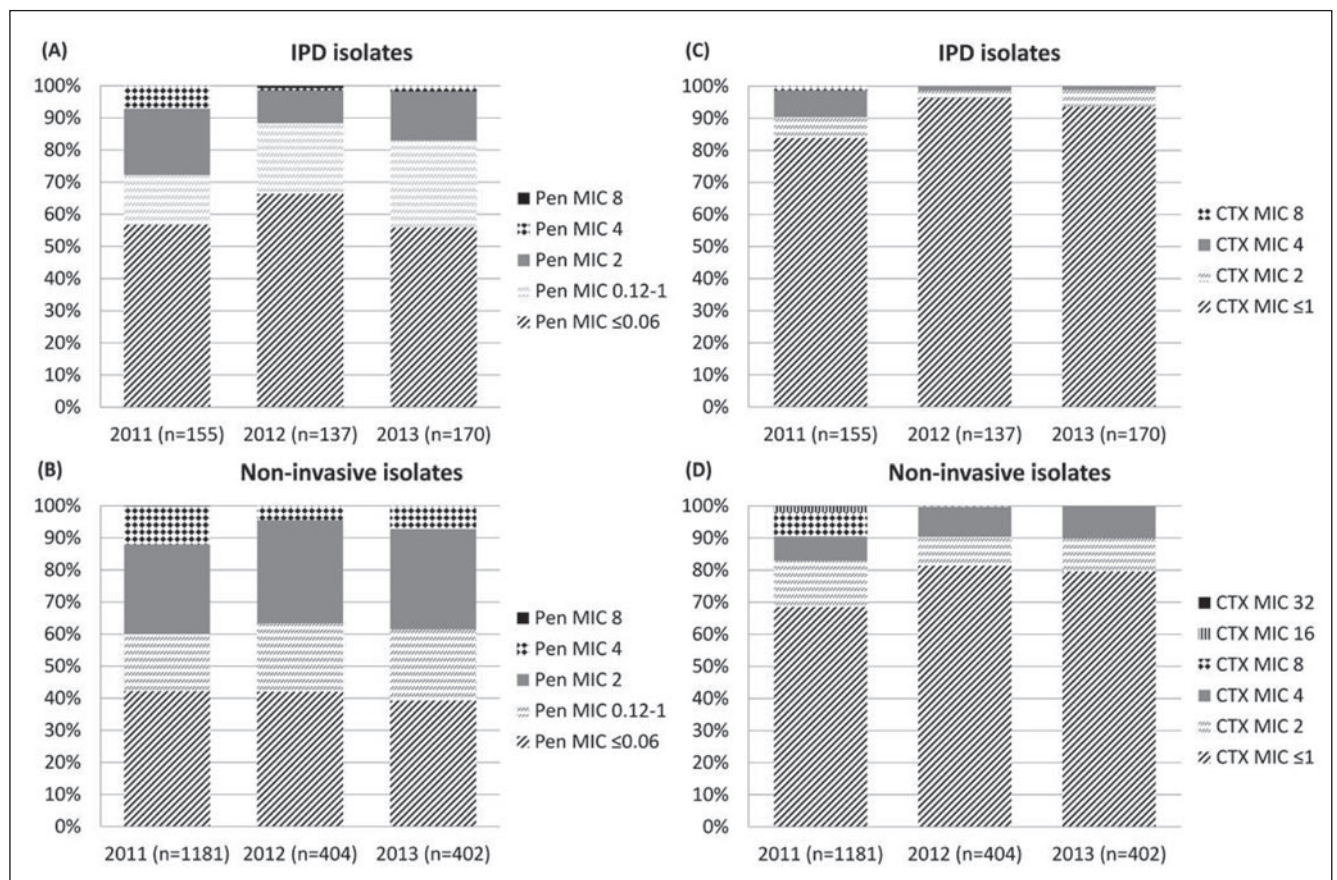 (A) IPD isolates
100%
90%
80%
70%
60%
50%
40%
30%
20%
10%
0%
Pen MIC 8
Pen MIC 4
Pen MIC 2
Pen MIC 0.12-1
Pen MIC ≤0.06
2011 (n=155) 2012 (n=137) 2013 (n=170)
(C) IPD isolates
100%
90%
80%
70%
60%
50%
40%
30%
20%
10%
0%
CTX MIC 8
CTX MIC 4
CTX MIC 2
CTX MIC ≤1
2011 (n=155) 2012 (n=137) 2013 (n=170)
(B) Non-invasive isolates
100%
90%
80%
70%
60%
50%
40%
30%
20%
10%
0%
Pen MIC 8
Pen MIC 4
Pen MIC 2
Pen MIC 0.12-1
Pen MIC ≤0.06
2011 (n=1181) 2012 (n=404) 2013 (n=402)
(D) Non-invasive isolates
100%
90%
80%
70%
60%
50%
40%
30%
20%
10%
0%
CTX MIC 32
CTX MIC 16
CTX MIC 8
CTX MIC 4
CTX MIC 2
CTX MIC ≤1
2011 (n=1181) 2012 (n=404) 2013 (n=402)